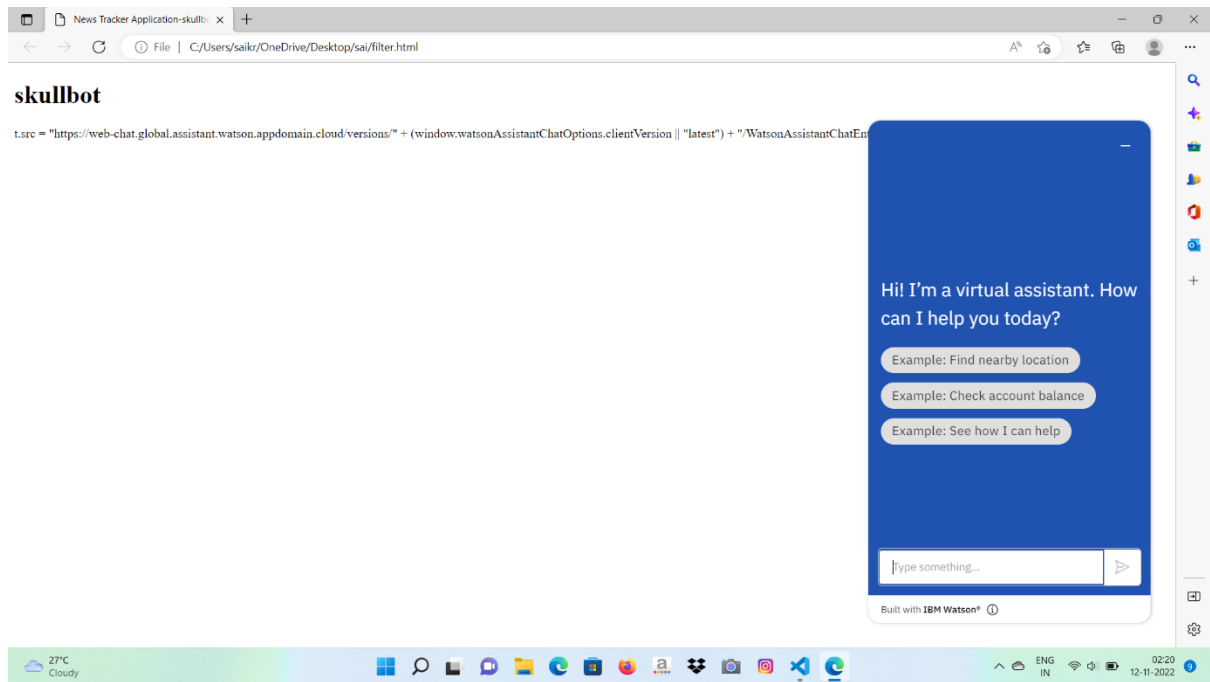 News Tracker Application-skullb
File | C:/Users/saikr/OneDrive/Desktop/sai/filter.html
skullbot
t.src = "https://web-chat.global.assistant.watson.appdomain.cloud/versions/" + (window.watsonAssistantChatOptions.clientVersion || "latest") + "/WatsonAssistantChatEn
Hi! I'm a virtual assistant. How
can I help you today?
Example: Find nearby location
Example: Check account balance
Example: See how I can help
Type something...
Built with IBM Watson®
27°C
Cloudy
ENG
IN
02:20
12-11-2022
9